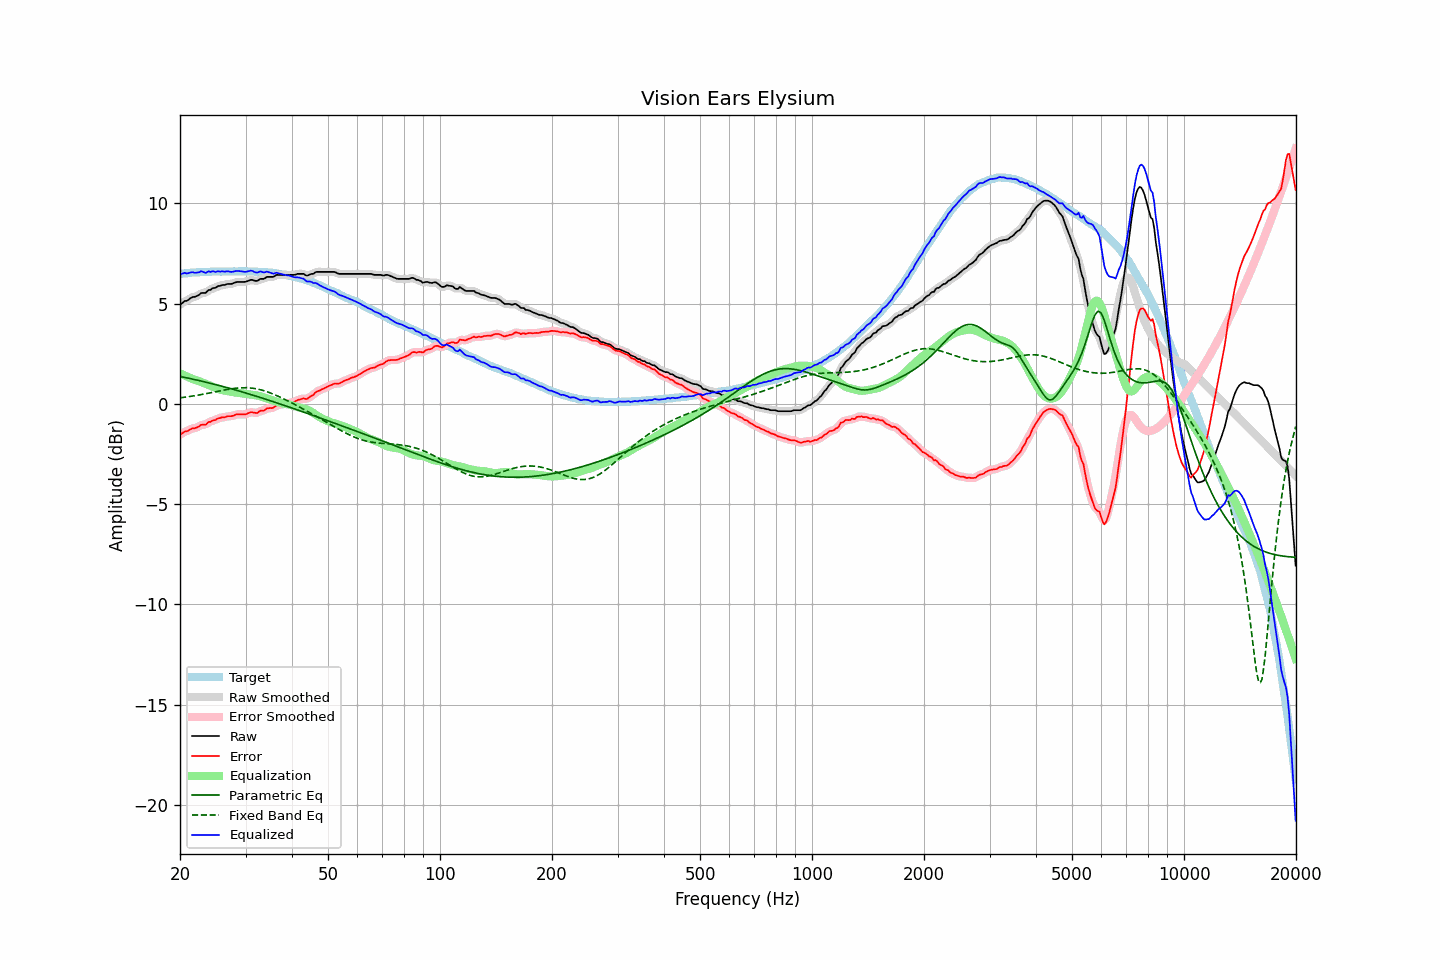 Vision Ears Elysium
Amplitude (dBr)
10
5
0
−5
−10
−15
−20
Target
Raw Smoothed
Error Smoothed
Raw
Error
Equalization
Parametric Eq
Fixed Band Eq
Equalized
20 50 100 200 500 1000 2000 5000 10000 20000
Frequency (Hz)